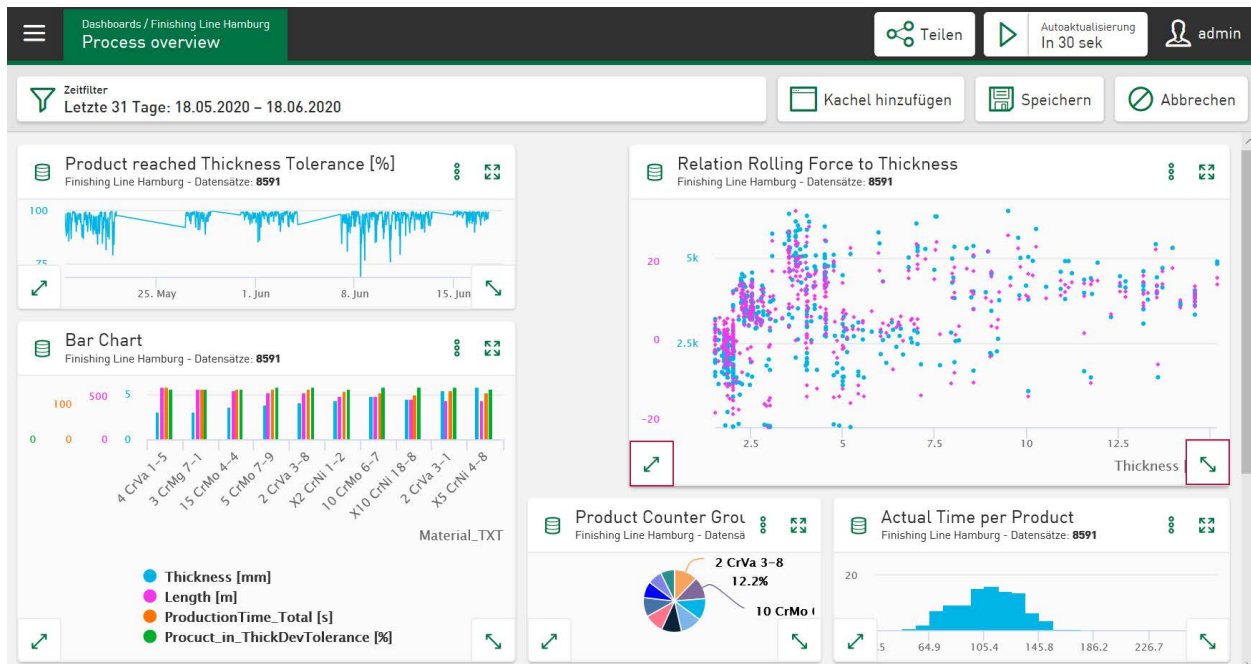 Dashboards / Finishing Line Hamburg
Process overview
Teilen
Autoaktualisierung
In 30 sek
admin
Zeitfilter
Letzte 31 Tage: 18.05.2020 – 18.06.2020
Kachel hinzufügen
Speichern
Abbrechen
Product reached Thickness Tolerance [%]
Finishing Line Hamburg - Datensätze: 8591
100
75
25. May 1. Jun 8. Jun 15. Jun
Relation Rolling Force to Thickness
Finishing Line Hamburg - Datensätze: 8591
20 5k
0 2.5k
-20
2.5 5 7.5 10 12.5
Thickness [
Bar Chart
Finishing Line Hamburg - Datensätze: 8591
100 500 5
0 0 0 0
4 CrVa 1-5
3 CrMg 7-1
15 CrMo 4-4
5 CrMo 7-9
2 CrVa 3-8
X2 CrNi 1-2
10 CrMo 6-7
X10 CrNi 18-8
2 CrVa 3-1
X5 CrNi 4-8
Material_TXT
Thickness [mm]
Length [m]
ProductionTime_Total [s]
Procuct_in_ThickDevTolerance [%]
Product Counter Grou
Finishing Line Hamburg - Datensä
2 CrVa 3-8
12.2%
10 CrMo
Actual Time per Product
Finishing Line Hamburg - Datensätze: 8591
20
64.9 105.4 145.8 186.2 226.7